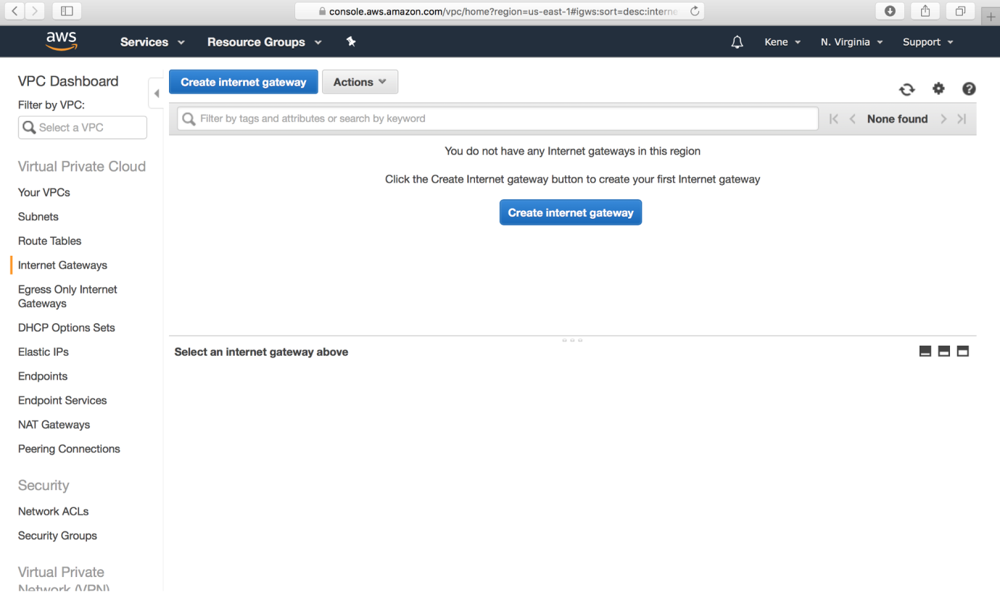 console.aws.amazon.com/vpc/home?region=us-east-1#igws:sort=desc:interne
aws
Services
Resource Groups
Kene
N. Virginia
Support
VPC Dashboard
Filter by VPC:
Select a VPC
Virtual Private Cloud
Your VPCs
Subnets
Route Tables
Internet Gateways
Egress Only Internet
Gateways
DHCP Options Sets
Elastic IPs
Endpoints
Endpoint Services
NAT Gateways
Peering Connections
Security
Network ACLs
Security Groups
Virtual Private
Network (VPN)
Create internet gateway
Actions
Filter by tags and attributes or search by keyword
None found
You do not have any Internet gateways in this region
Click the Create Internet gateway button to create your first Internet gateway
Create internet gateway
Select an internet gateway above